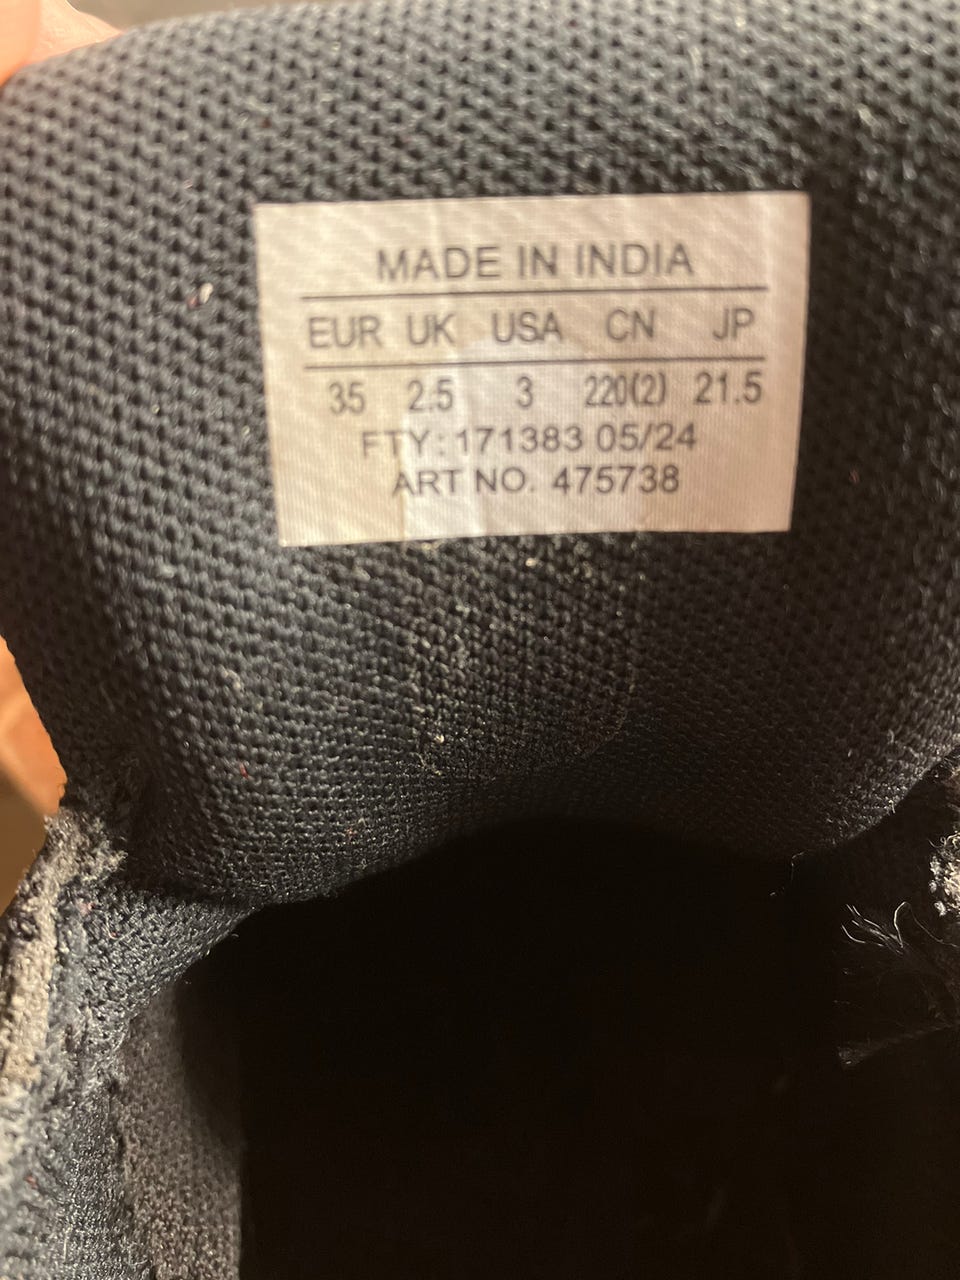 MADE IN INDIA
EUR UK USA CN JP
35 2.5 3 220(2) 21.5
FTY: 171383 05/24
ART NO. 475738